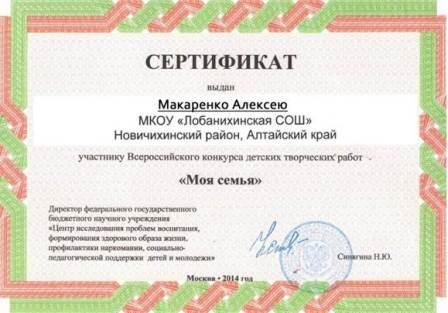 СЕРТИФИКАТ
выдан
Макаренко Алексею
МКОУ «Лобанихинская СОШ»
Новичихинский район, Алтайский край
участнику Всероссийского конкурса детских творческих работ
«Моя семья»
Директор федерального государственного
бюджетного научного учреждения
«Центр исследования проблем воспитания,
формирования здорового образа жизни,
профилактики наркомании, социально-
педагогической поддержки детей и молодежи»
Синягина Н.Ю.
Москва • 2014 год